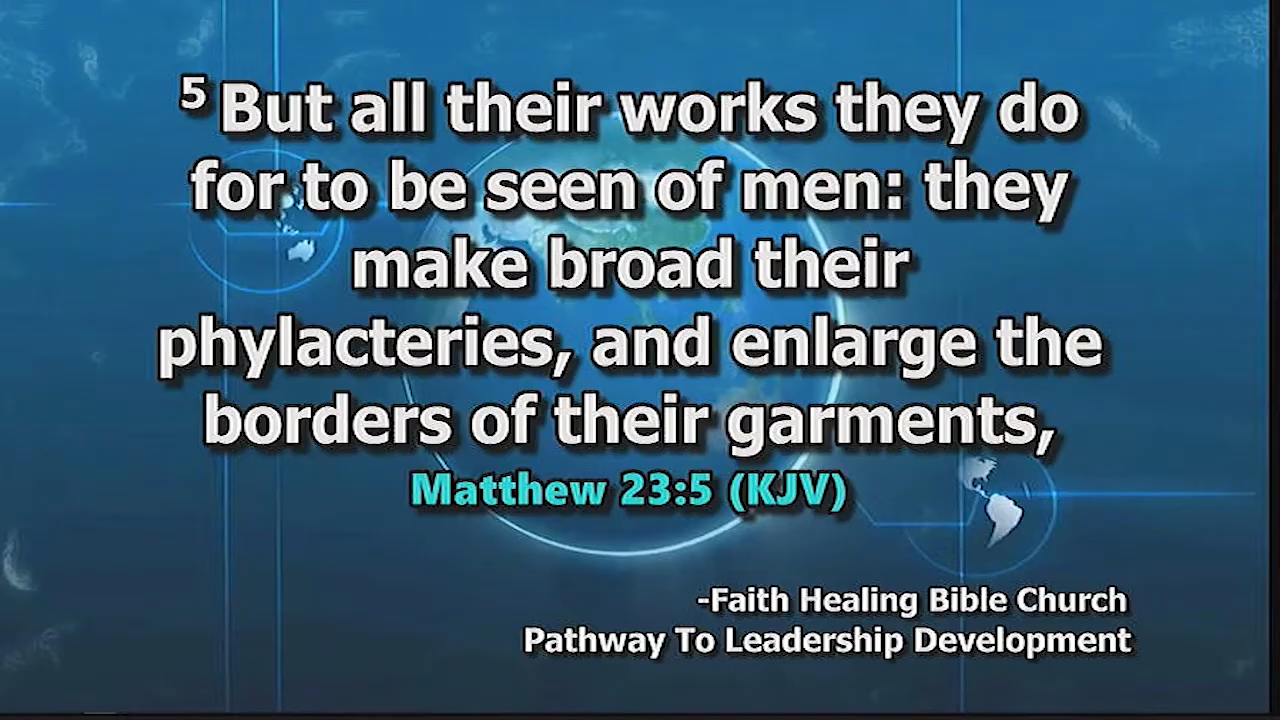 5 But all their works they do
for to be seen of men: they
make broad their
phylacteries, and enlarge the
borders of their garments,
Matthew 23:5 (KJV)
-Faith Healing Bible Church
Pathway To Leadership Development